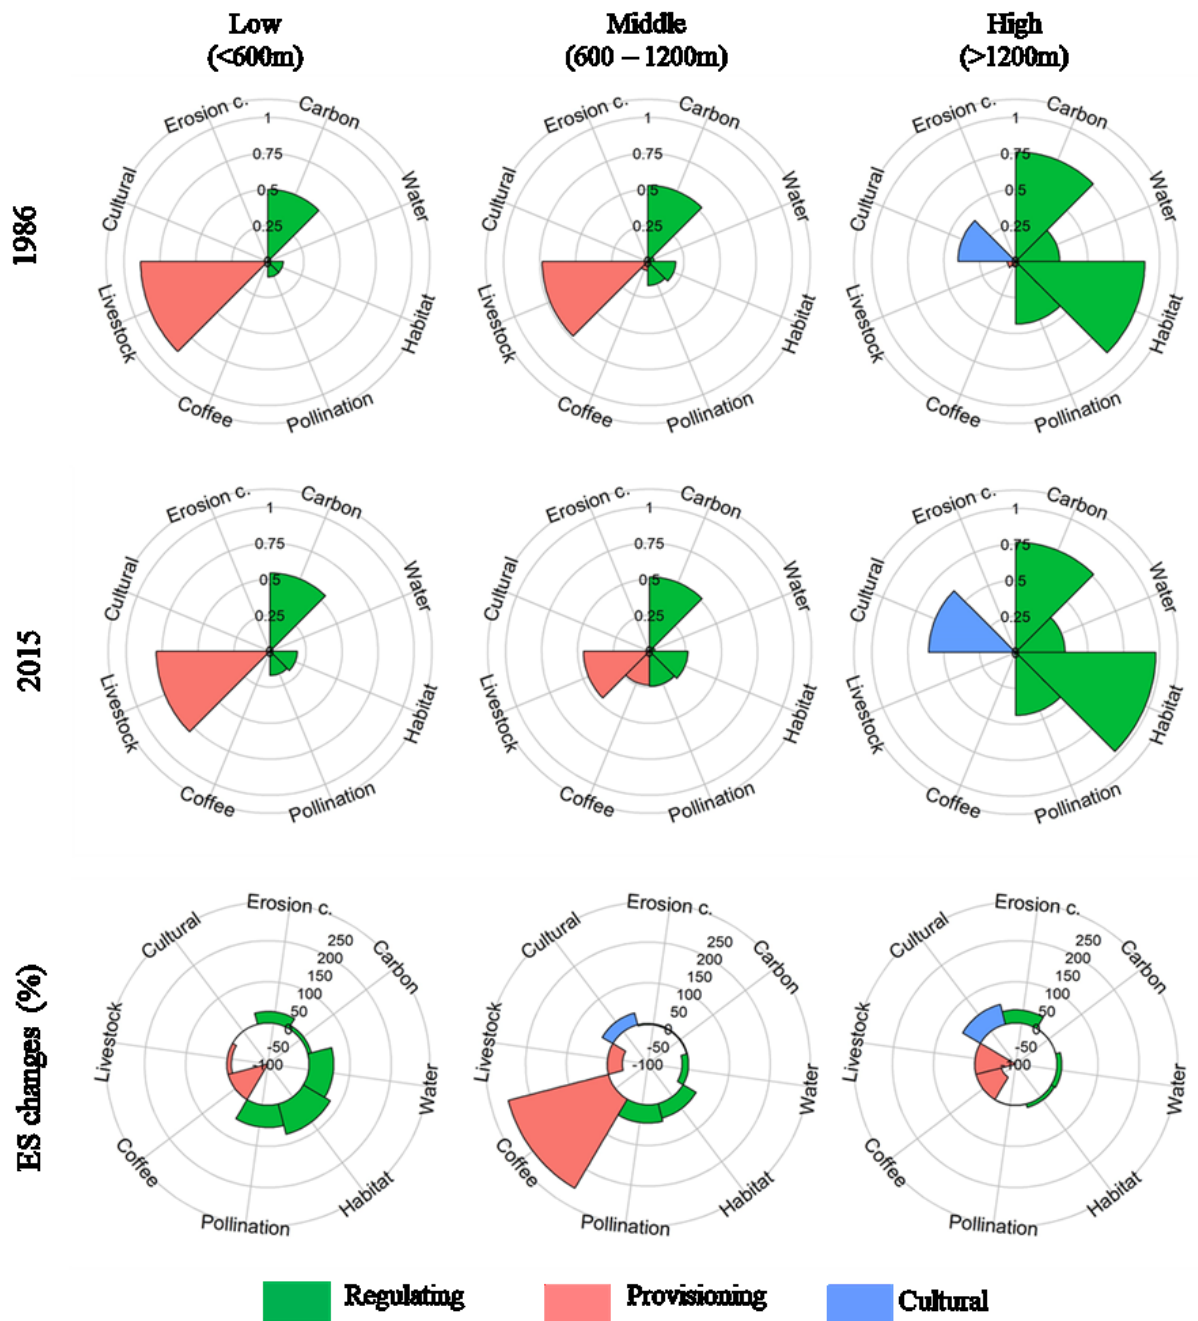 Low
(<600m)
Middle
(600 – 1200m)
High
(>1200m)
1986
Erosion c.
Carbon
Water
Habitat
Pollination
Coffee
Livestock
Cultural
1
0.75
0.5
0.25
0
Erosion c.
Carbon
Water
Habitat
Pollination
Coffee
Livestock
Cultural
1
0.75
0.5
0.25
0
Erosion c.
Carbon
Water
Habitat
Pollination
Coffee
Livestock
Cultural
1
0.75
0.5
0.25
0
2015
Erosion c.
Carbon
Water
Habitat
Pollination
Coffee
Livestock
Cultural
1
0.75
0.5
0.25
0
Erosion c.
Carbon
Water
Habitat
Pollination
Coffee
Livestock
Cultural
1
0.75
0.5
0.25
0
Erosion c.
Carbon
Water
Habitat
Pollination
Coffee
Livestock
Cultural
1
0.75
0.5
0.25
0
ES changes (%)
Erosion c.
Carbon
Water
Habitat
Pollination
Coffee
Livestock
Cultural
250
200
150
100
50
0
-50
-100
Erosion c.
Carbon
Water
Habitat
Pollination
Coffee
Livestock
Cultural
250
200
150
100
50
0
-50
-100
Erosion c.
Carbon
Water
Habitat
Pollination
Coffee
Livestock
Cultural
250
200
150
100
50
0
-50
-100
Regulating
Provisioning
Cultural